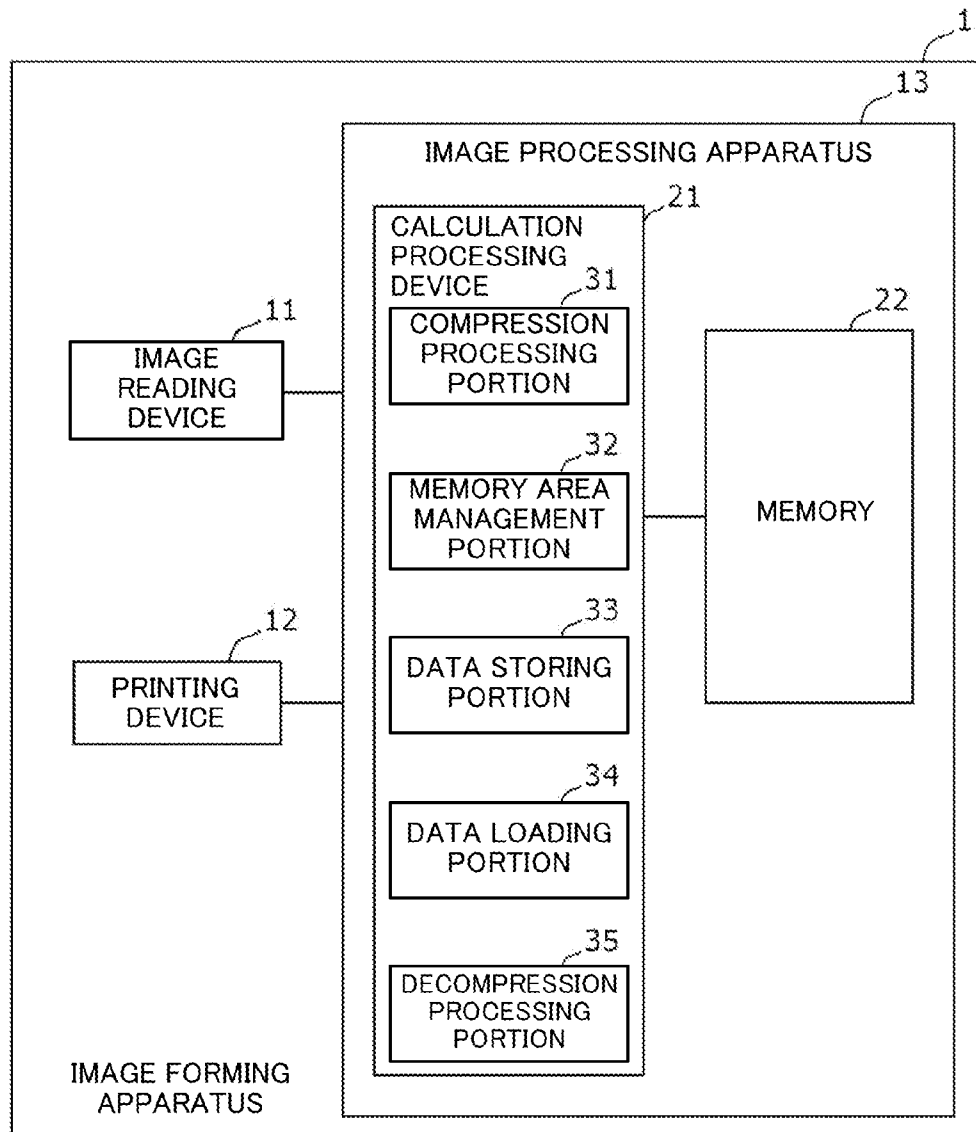 1
13
IMAGE PROCESSING APPARATUS
21
CALCULATION
PROCESSING
DEVICE
31
COMPRESSION
PROCESSING
PORTION
11
IMAGE
READING
DEVICE
22
MEMORY
32
MEMORY AREA
MANAGEMENT
PORTION
12
PRINTING
DEVICE
33
DATA STORING
PORTION
34
DATA LOADING
PORTION
35
DECOMPRESSION
PROCESSING
PORTION
IMAGE FORMING
APPARATUS